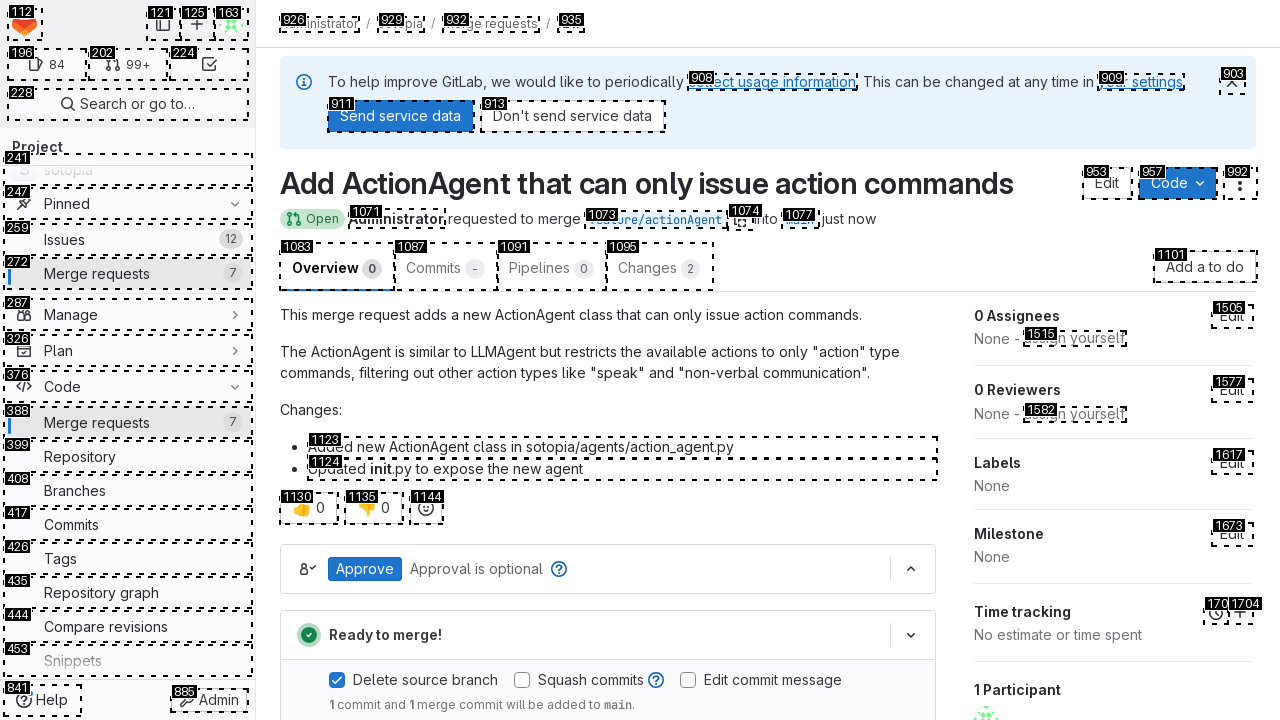 112
121
125
163
196
84
202
99+
224
228
Search or go to…
Project
241
sotopia
247
Pinned
259
Issues
12
272
Merge requests
7
287
Manage
326
Plan
376
Code
388
Merge requests
7
399
Repository
408
Branches
417
Commits
426
Tags
435
Repository graph
444
Compare revisions
453
Snippets
841
Help
885
Admin
926 929 932 935
/ / merge requests /
To help improve GitLab, we would like to periodically 908 collect usage information. This can be changed at any time in 909 your settings.
903
911 Send service data
913 Don't send service data
Add ActionAgent that can only issue action commands
953 Edit
957 Code
992
Open 1071 Administrator requested to merge 1073 feature/actionAgent 1074 into 1077 main just now
1083 Overview 0
1087 Commits -
1091 Pipelines 0
1095 Changes 2
1101 Add a to do
This merge request adds a new ActionAgent class that can only issue action commands.
The ActionAgent is similar to LLMAgent but restricts the available actions to only "action" type
commands, filtering out other action types like "speak" and "non-verbal communication".
Changes:
1123
Added new ActionAgent class in sotopia/agents/action_agent.py
1124
Updated init.py to expose the new agent
1130 👍 0
1135 👎 0
1144
Approve Approval is optional
Ready to merge!
Delete source branch Squash commits Edit commit message
1 commit and 1 merge commit will be added to main.
0 Assignees
1505 Edit
None - 1515 assign yourself
0 Reviewers
1577 Edit
None - 1582 assign yourself
Labels
1617 Edit
None
Milestone
1673 Edit
None
Time tracking
170 1704
No estimate or time spent
1 Participant